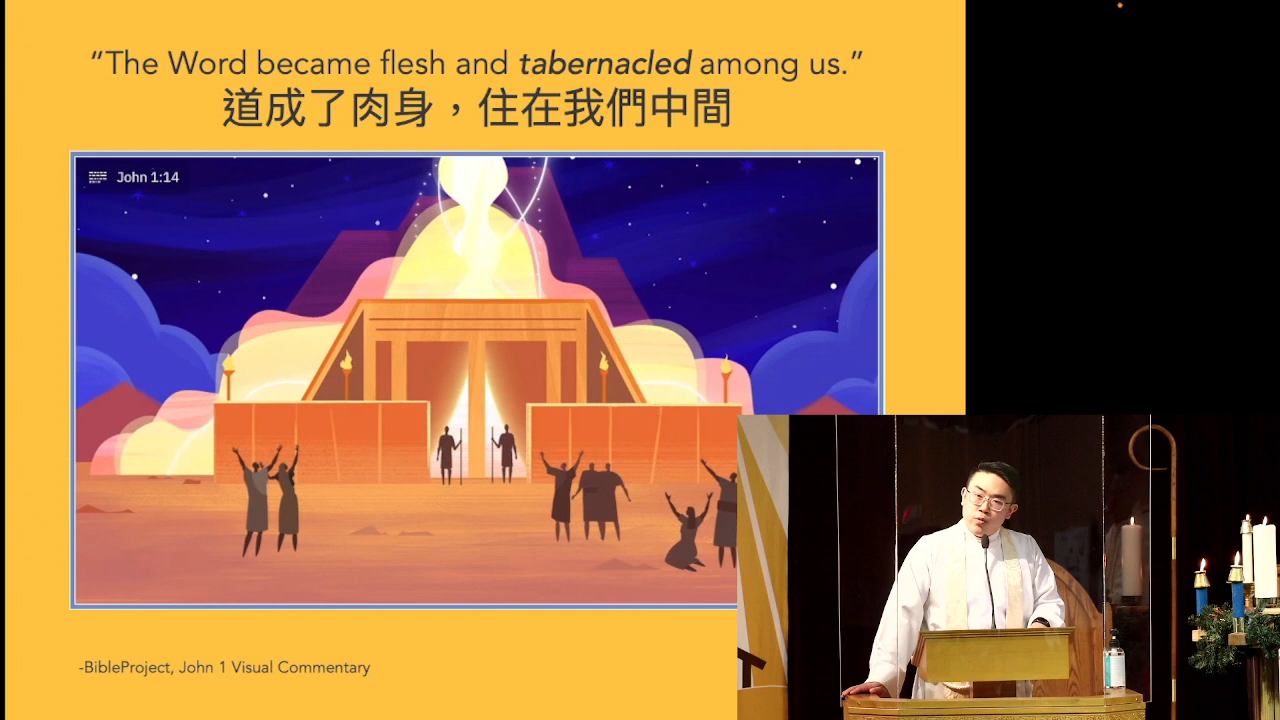 “The Word became flesh and tabernacled among us.”
道成了肉身，住在我們中間
John 1:14
-BibleProject, John 1 Visual Commentary